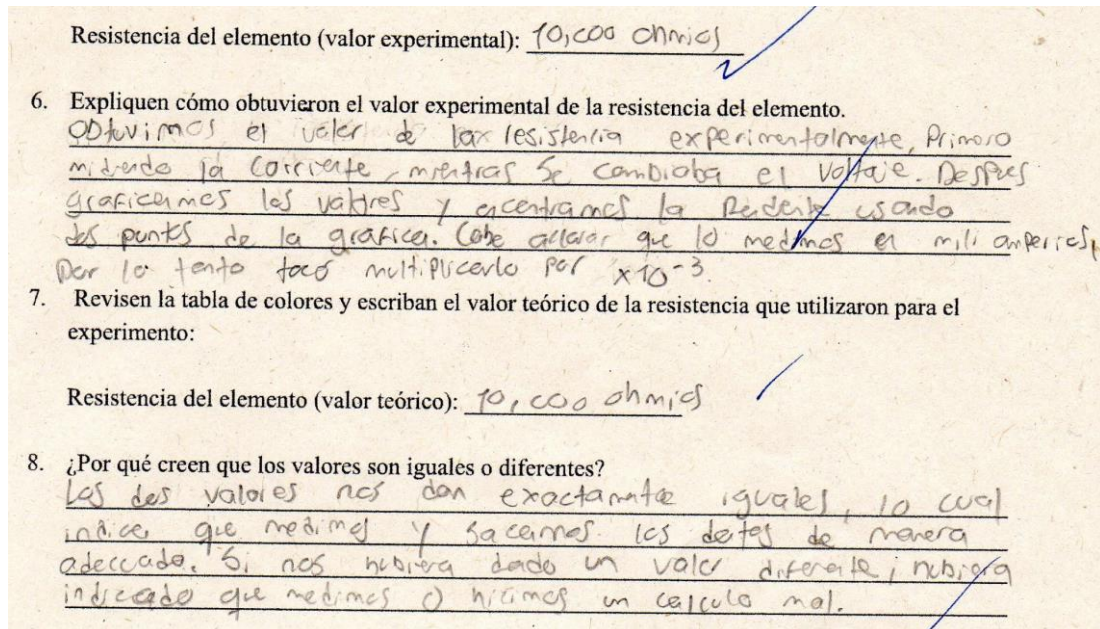 Resistencia del elemento (valor experimental): 10,000 ohmios
6. Expliquen cómo obtuvieron el valor experimental de la resistencia del elemento.
Obtuvimos el valor de la resistencia experimentalmente, Primero
midiendo la corriente, mientras se cambiaba el voltaje. Despues
graficamos los valores y encontramos la Pendiente usando
dos puntos de la gráfica. Cabe aclarar que lo medimos en mili amperios,
Por lo tanto tocó multiplicarlo por x10⁻³.
7. Revisen la tabla de colores y escriban el valor teórico de la resistencia que utilizaron para el
experimento:
Resistencia del elemento (valor teórico): 10,000 ohmios
8. ¿Por qué creen que los valores son iguales o diferentes?
Los dos valores nos dan exactamente iguales, lo cual
indica que medimos y sacamos los datos de manera
adecuada. Si nos hubiera dado un valor diferente, hubiera
indicado que medimos o hicimos un calculo mal.